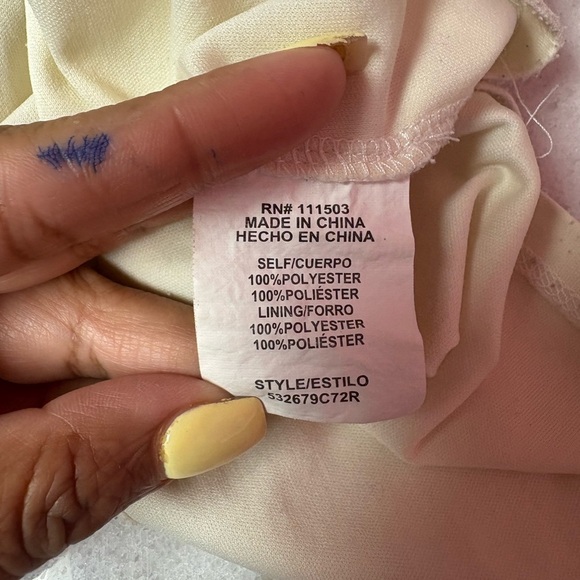 RN# 111503
MADE IN CHINA
HECHO EN CHINA
SELF/CUERPO
100%POLYESTER
100%POLIÉSTER
LINING/FORRO
100%POLYESTER
100%POLIÉSTER
STYLE/ESTILO
532679C72R